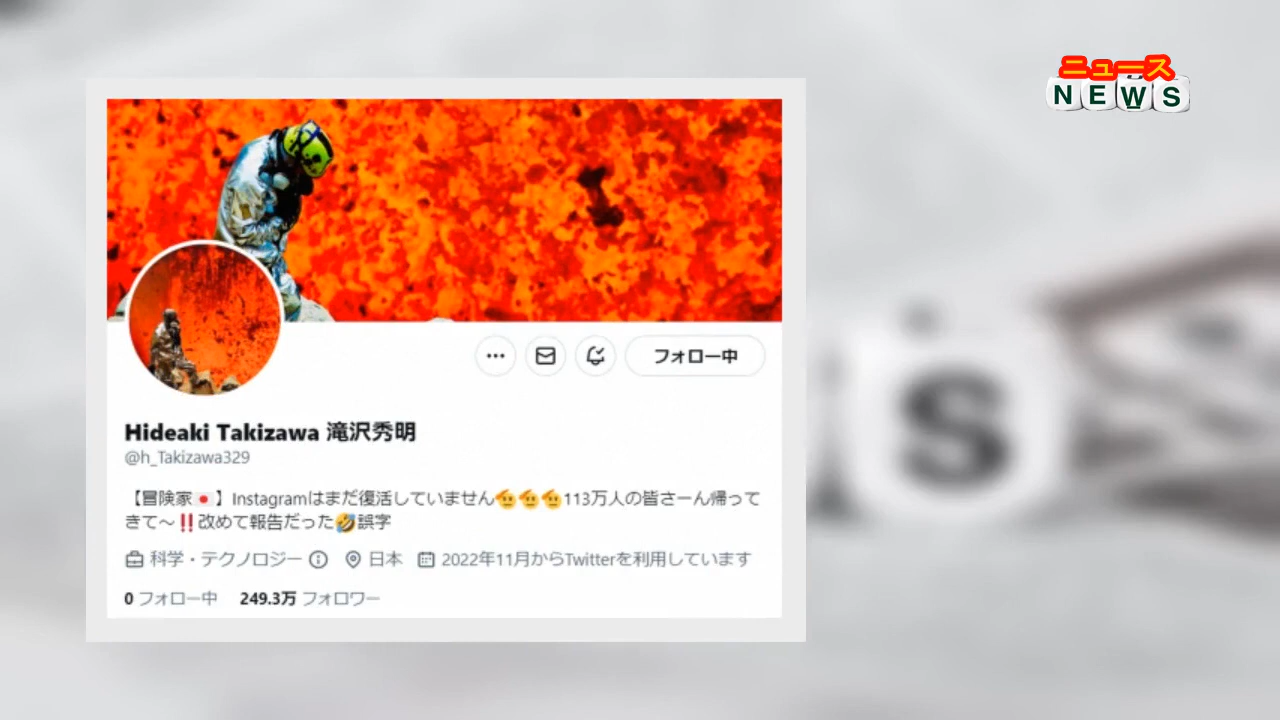 ニュース
NEWS
フォロー中
Hideaki Takizawa 滝沢秀明
@h_Takizawa329
【冒険家🇯🇵】Instagramはまだ復活していません🫡🫡🫡113万人の皆さーん帰って
きて〜‼️改めて報告だった🤣誤字
科学・テクノロジー 日本 2022年11月からTwitterを利用しています
0 フォロー中 249.3万 フォロワー
S